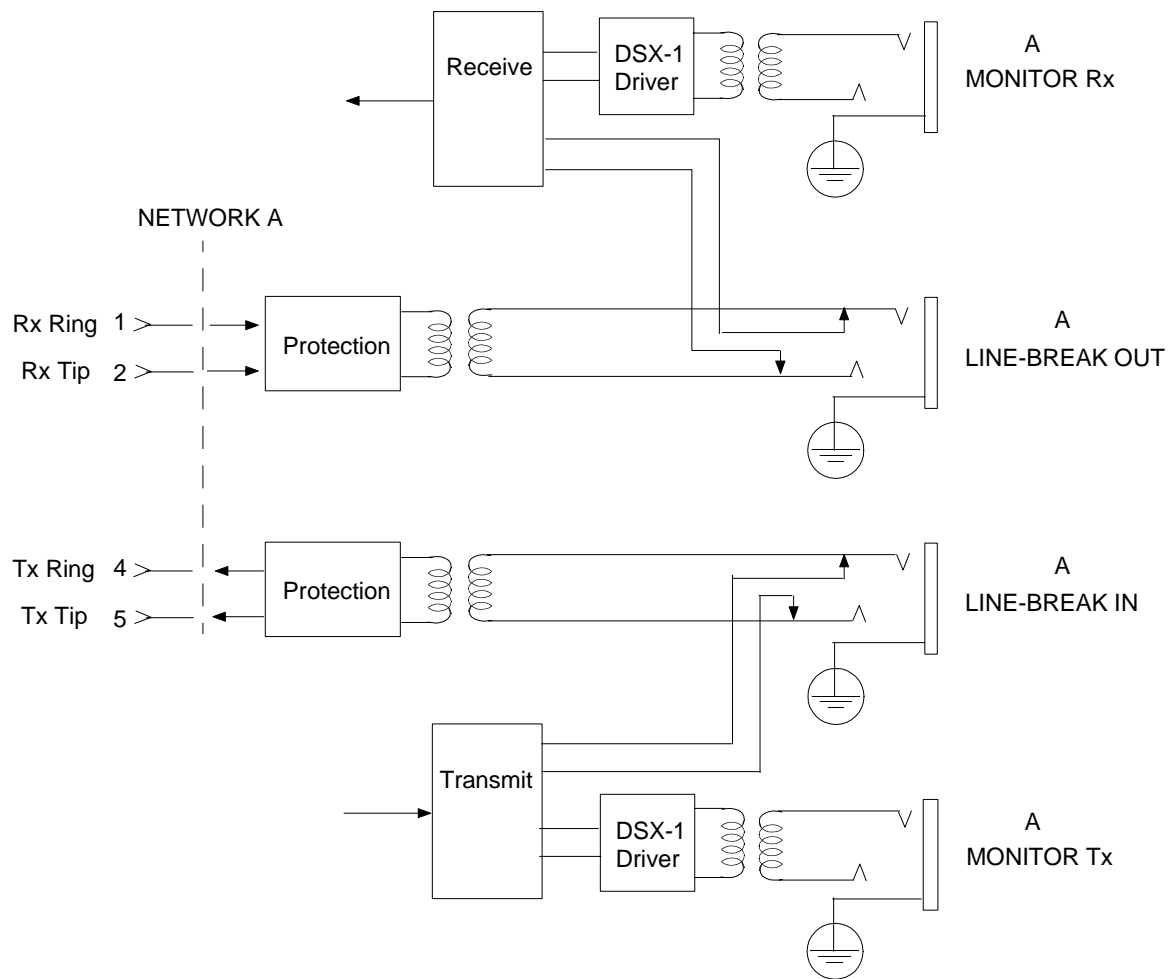 Receive
DSX-1
Driver
A
MONITOR Rx
NETWORK A
Rx Ring 1
Rx Tip 2
Protection
A
LINE-BREAK OUT
Tx Ring 4
Tx Tip 5
Protection
A
LINE-BREAK IN
Transmit
DSX-1
Driver
A
MONITOR Tx